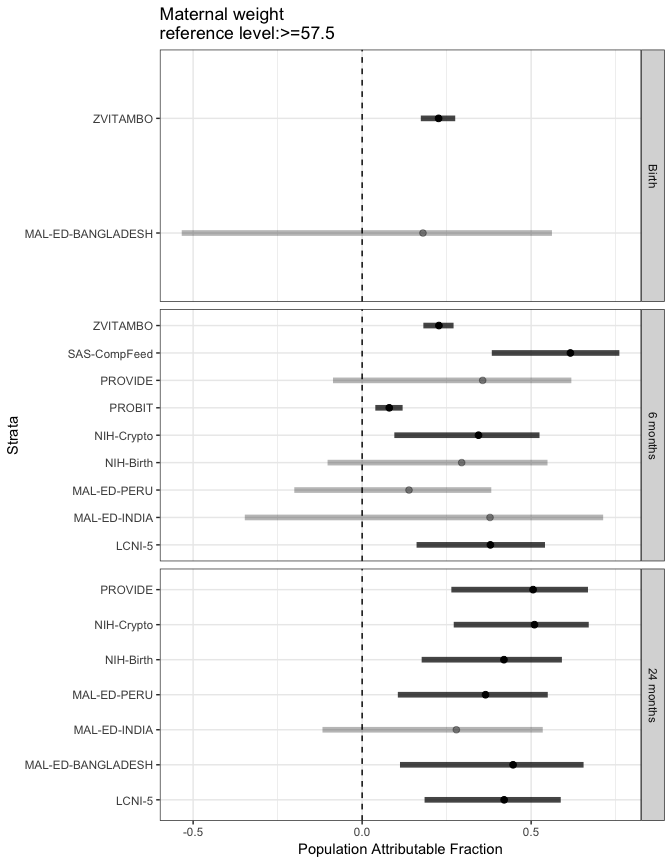 Maternal weight
reference level:>=57.5
Strata
ZVITAMBO
MAL-ED-BANGLADESH
Birth
ZVITAMBO
SAS-CompFeed
PROVIDE
PROBIT
NIH-Crypto
NIH-Birth
MAL-ED-PERU
MAL-ED-INDIA
LCNI-5
6 months
PROVIDE
NIH-Crypto
NIH-Birth
MAL-ED-PERU
MAL-ED-INDIA
MAL-ED-BANGLADESH
LCNI-5
24 months
-0.5 0.0 0.5
Population Attributable Fraction